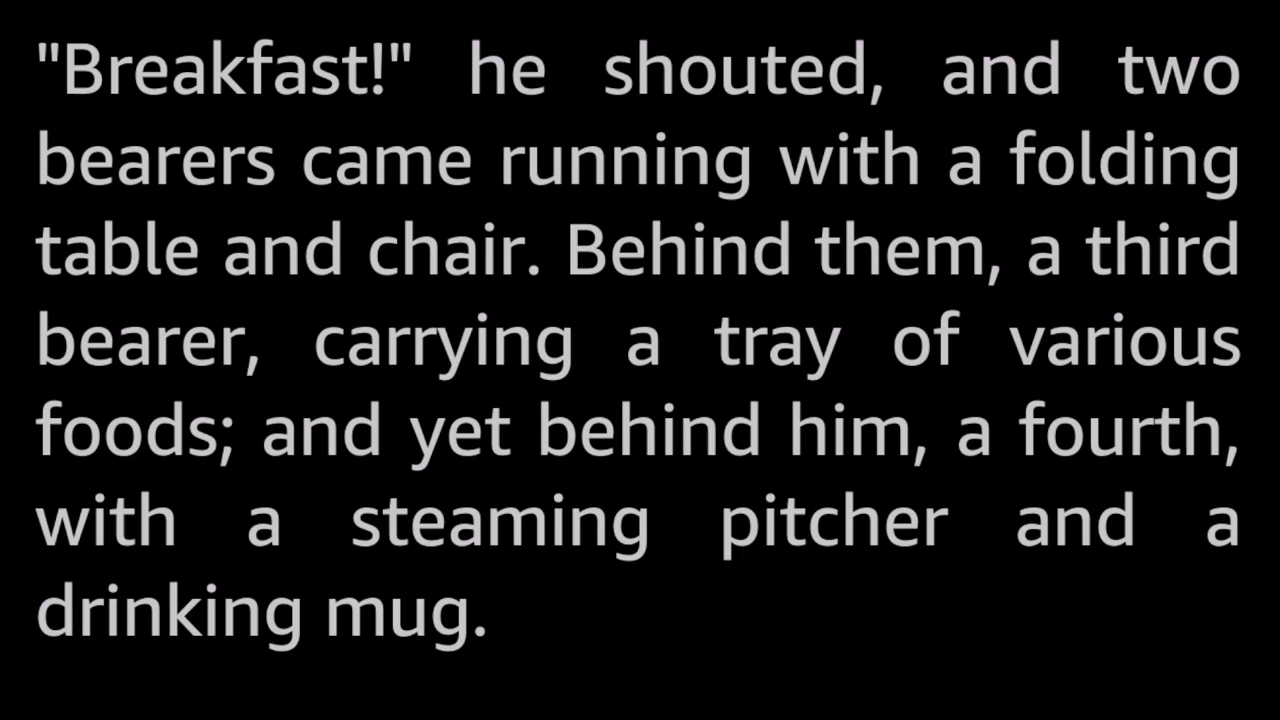 "Breakfast!" he shouted, and two
bearers came running with a folding
table and chair. Behind them, a third
bearer, carrying a tray of various
foods; and yet behind him, a fourth,
with a steaming pitcher and a
drinking mug.